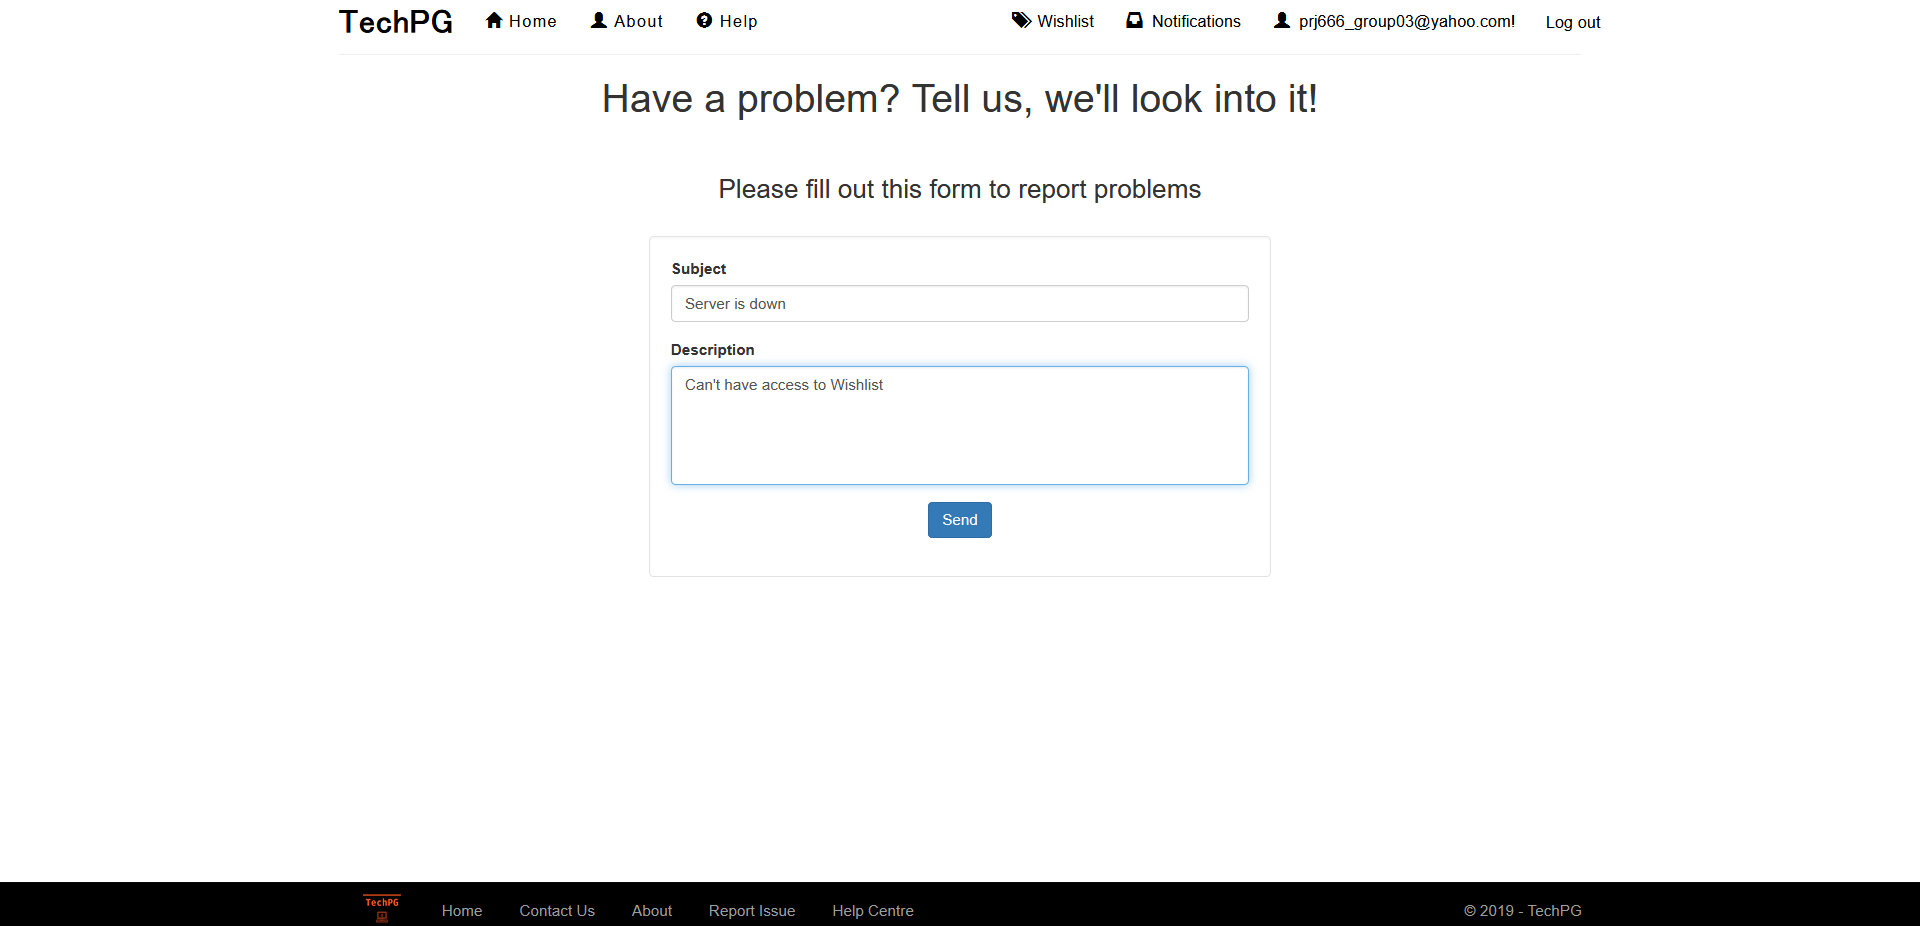 TechPG Home About Help Wishlist Notifications prj666_group03@yahoo.com! Log out
Have a problem? Tell us, we'll look into it!
Please fill out this form to report problems
Subject
Server is down
Description
Can't have access to Wishlist
Send
TechPG
Home Contact Us About Report Issue Help Centre © 2019 - TechPG